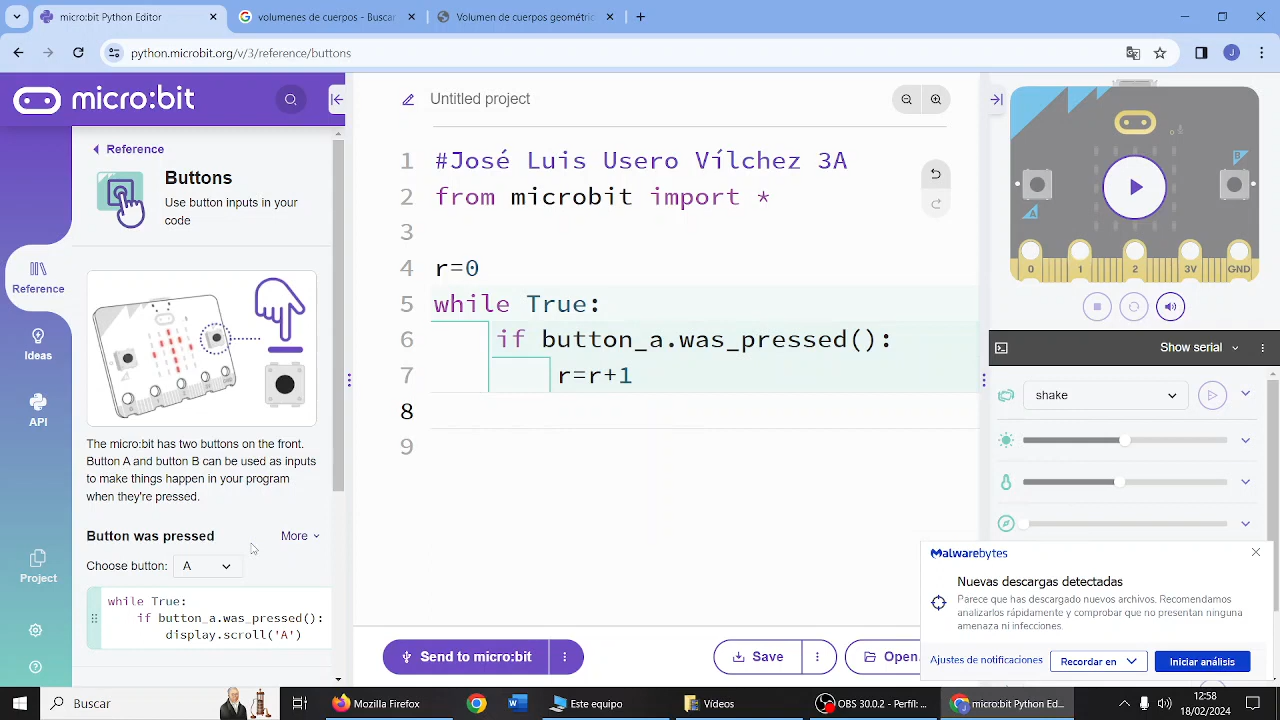 microbit Python Editor
volumenes de cuerpos - Buscar
Volumen de cuerpos geométric
python.microbit.org/v/3/reference/buttons
J
micro:bit
Untitled project
Reference
Buttons
Use button inputs in your
code
Reference
Ideas
API
Project
The micro:bit has two buttons on the front.
Button A and button B can be used as inputs
to make things happen in your program
when they're pressed.
Button was pressed
More
Choose button:
A
while True:
if button_a.was_pressed():
display.scroll('A')
1 #José Luis Usero Vílchez 3A
2 from microbit import *
3
4 r=0
5 while True:
6 if button_a.was_pressed():
7 r=r+1
8
9
Send to micro:bit
Save
Open
A
B
0 1 2 3V GND
Show serial
shake
Malwarebytes
Nuevas descargas detectadas
Parece que has descargado nuevos archivos. Recomendamos
analizarlos rápidamente y comprobar que no presentan ninguna
amenaza ni infecciones.
Ajustes de notificaciones
Recordar en
Iniciar análisis
Buscar
Mozilla Firefox
Este equipo
Vídeos
OBS 30.0.2 - Perfil: ...
microbit Python Ed...
12:58
18/02/2024